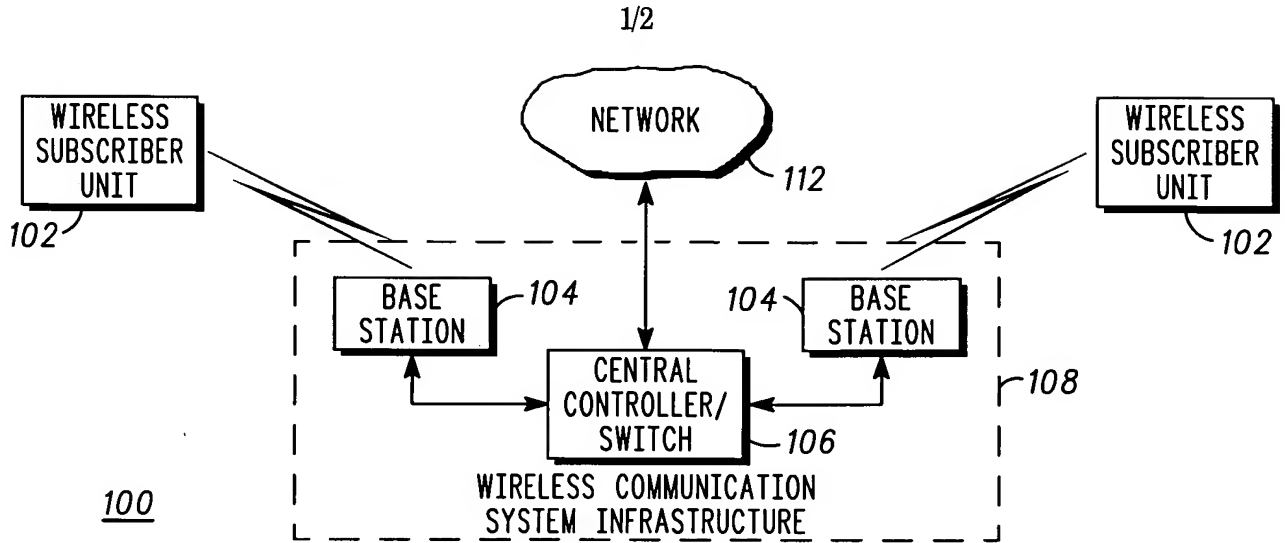 1/2
WIRELESS
SUBSCRIBER
UNIT
102
NETWORK
112
WIRELESS
SUBSCRIBER
UNIT
102
BASE
STATION
104
104
BASE
STATION
CENTRAL
CONTROLLER/
SWITCH
106
108
WIRELESS COMMUNICATION
SYSTEM INFRASTRUCTURE
100